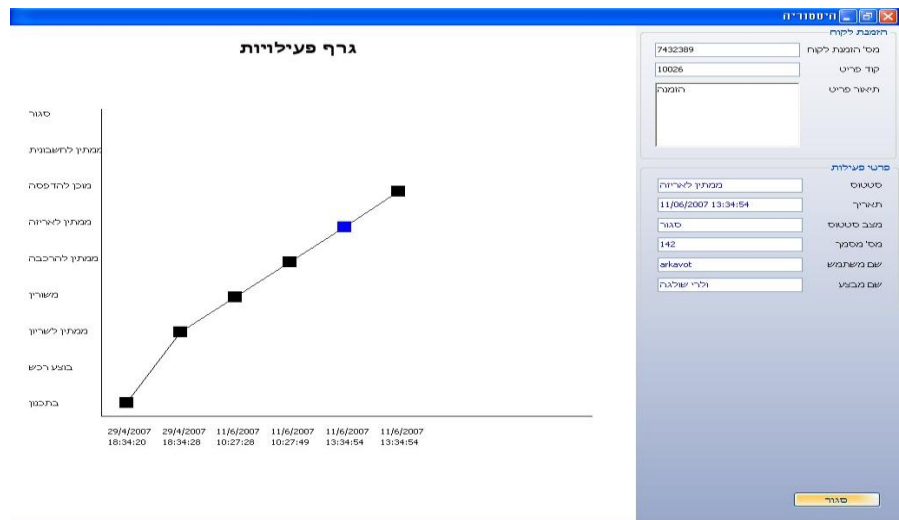 היסטוריה
הזמנת לקוח
מס' הזמנת לקוח 7432389
קוד פריט 10026
תיאור פריט הזמנה
פרטי פעילות
סטטוס ממתין לאריזה
תאריך 11/06/2007 13:34:54
מצב סטטוס סגור
מס' מסמך 142
שם משתמש arkavot
שם מבצע ולרי שולגה
סגור
גרף פעילויות
סגור
ממתין לחשבונית
מוכן להדפסה
ממתין לאריזה
ממתין להרכבה
משורין
ממתין לשריון
בוצע רכש
בתכנון
29/4/2007 29/4/2007 11/6/2007 11/6/2007 11/6/2007 11/6/2007
18:34:20 18:34:28 10:27:28 10:27:49 13:34:54 13:34:54